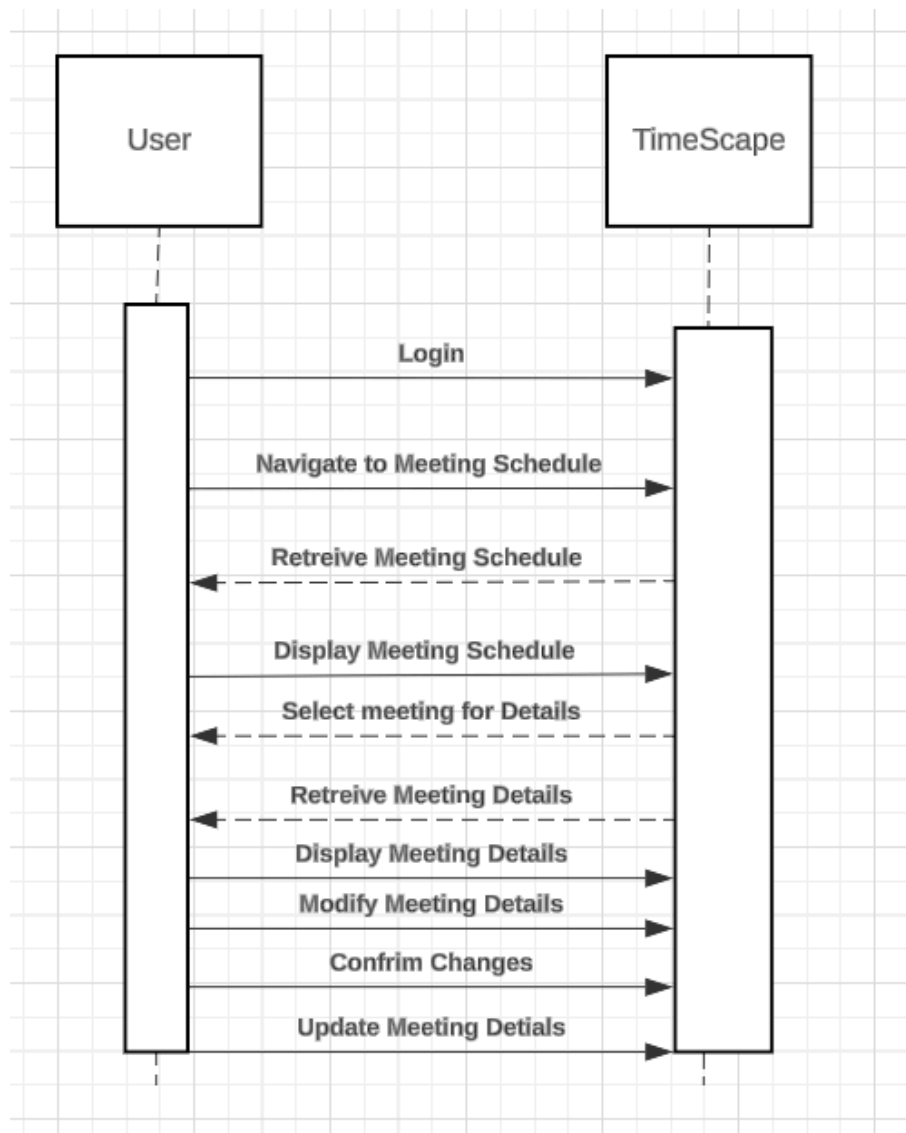 User
TimeScape
Login
Navigate to Meeting Schedule
Retreive Meeting Schedule
Display Meeting Schedule
Select meeting for Details
Retreive Meeting Details
Display Meeting Details
Modify Meeting Details
Confrim Changes
Update Meeting Detials